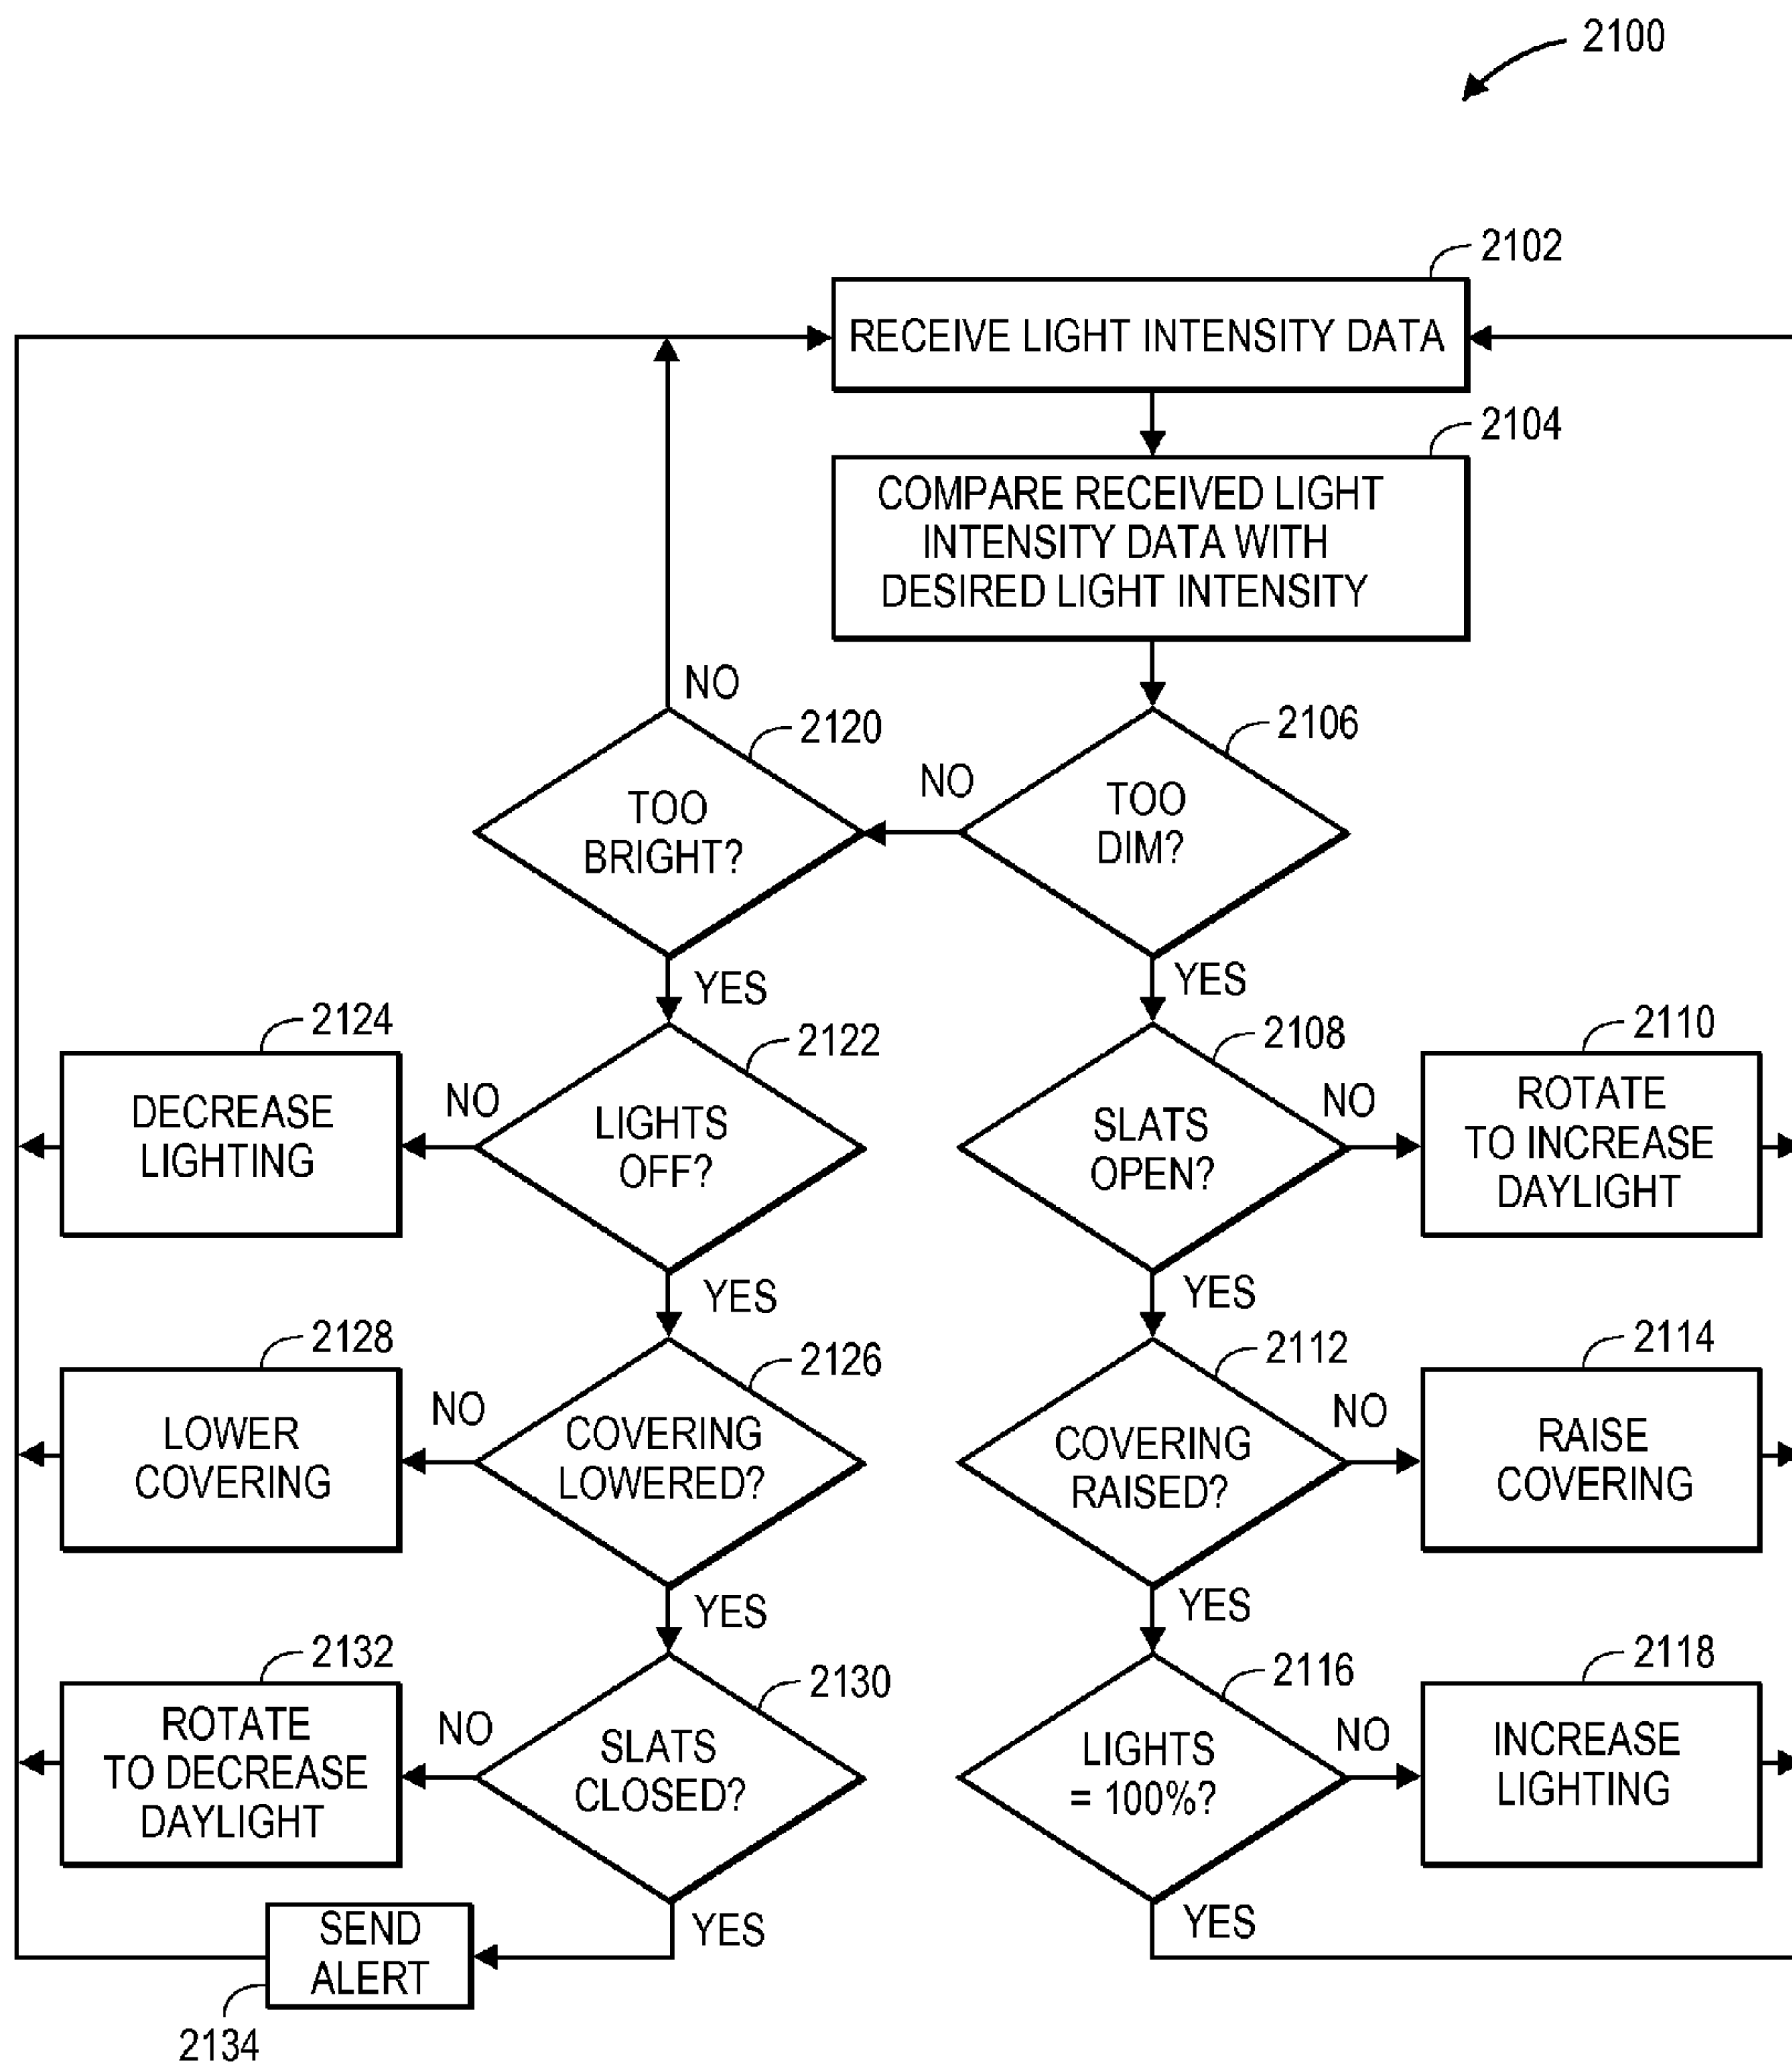 2100
2102
RECEIVE LIGHT INTENSITY DATA
2104
COMPARE RECEIVED LIGHT
INTENSITY DATA WITH
DESIRED LIGHT INTENSITY
NO
2120
TOO
BRIGHT?
NO
2106
TOO
DIM?
YES
YES
2124
DECREASE
LIGHTING
NO
2122
LIGHTS
OFF?
2108
SLATS
OPEN?
NO
2110
ROTATE
TO INCREASE
DAYLIGHT
YES
YES
2128
LOWER
COVERING
NO
2126
COVERING
LOWERED?
2112
COVERING
RAISED?
NO
2114
RAISE
COVERING
YES
YES
2132
ROTATE
TO DECREASE
DAYLIGHT
NO
2130
SLATS
CLOSED?
2116
LIGHTS
= 100%?
NO
2118
INCREASE
LIGHTING
YES
YES
SEND
ALERT
2134